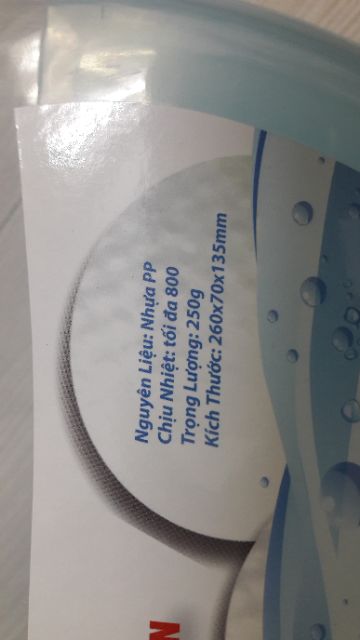 Nguyên Liệu: Nhựa PP
Chịu Nhiệt: tối đa 800
Trọng Lượng: 250g
Kích Thước: 260x70x135mm
N